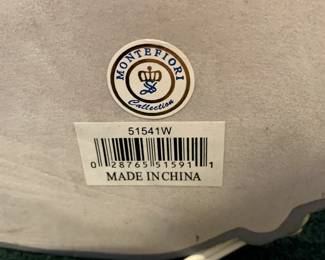 MONTEFIORI
Collection
51541W
0 28765 51591 1
MADE IN CHINA